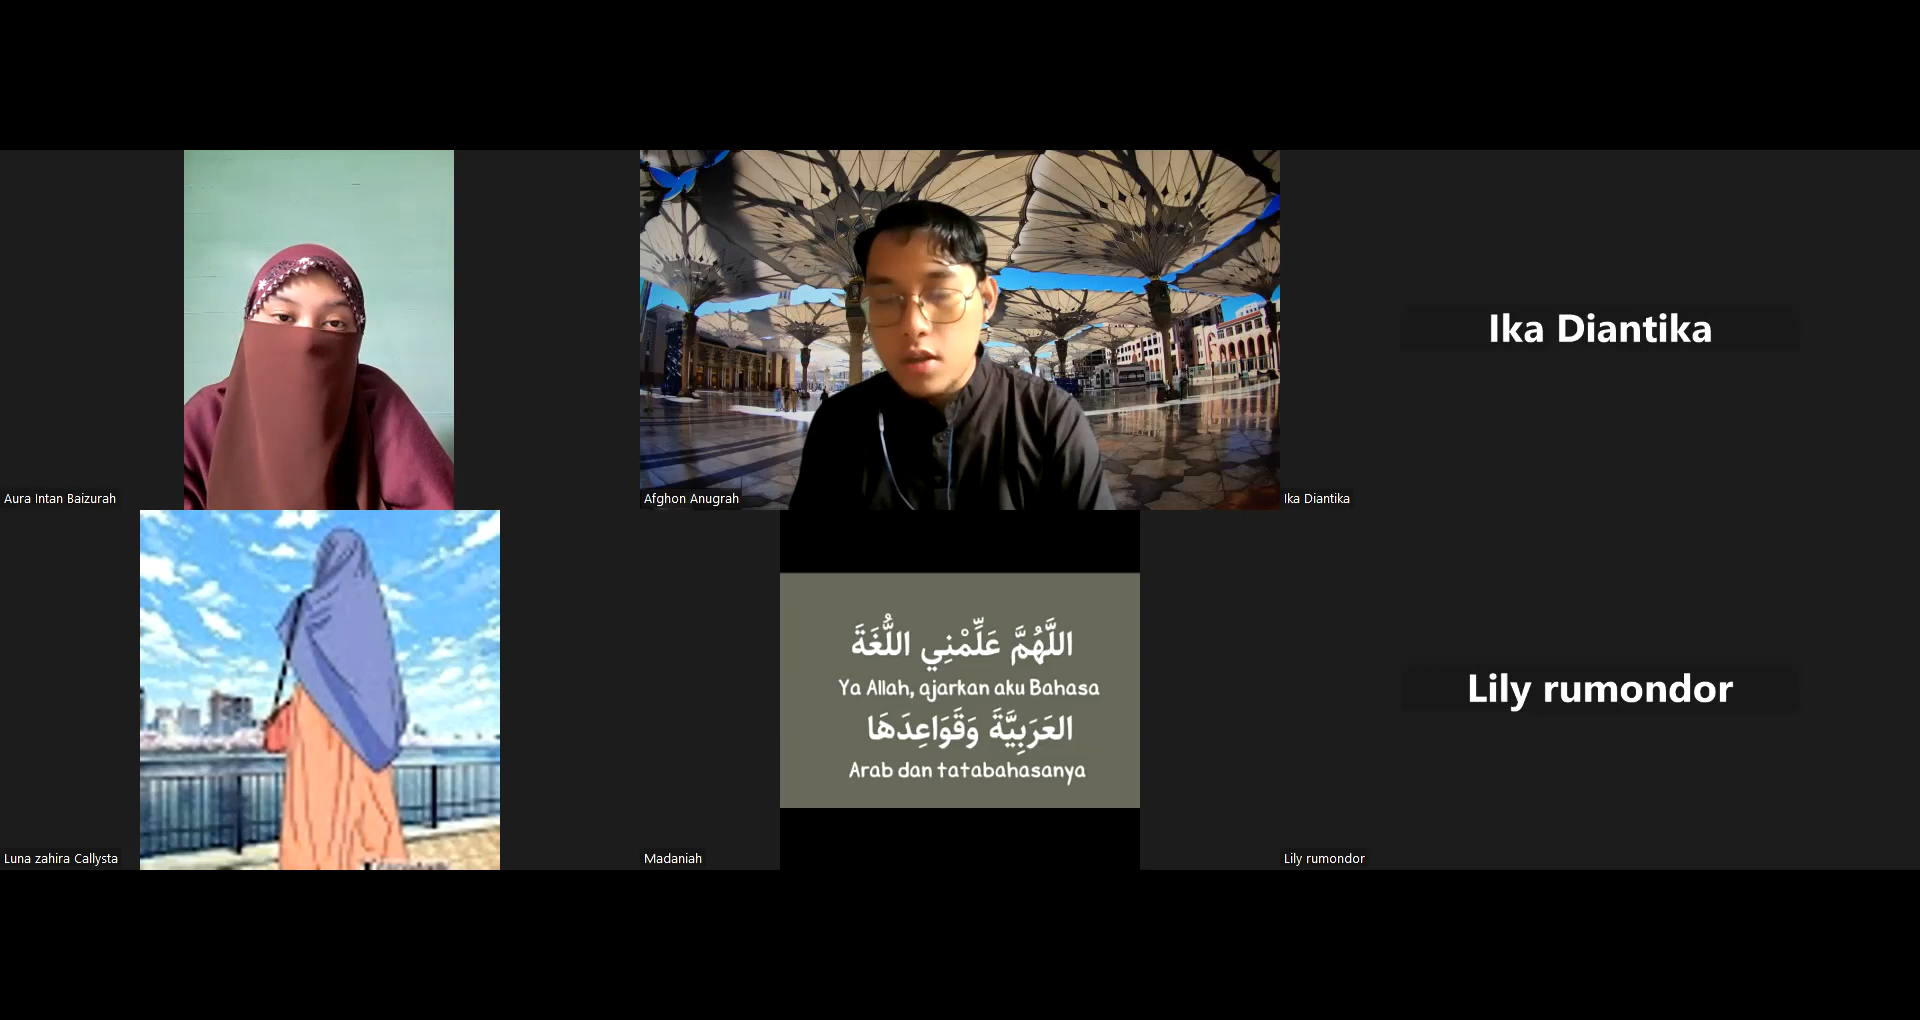 Aura Intan Baizurah
Afghon Anugrah
Ika Diantika
Ika Diantika
Luna zahira Callysta
اللَّهُمَّ عَلِّمْنِي اللُّغَةَ
Ya Allah, ajarkan aku Bahasa
العَرَبِيَّةَ وَقَوَاعِدَهَا
Arab dan tatabahasanya
Madaniah
Lily rumondor
Lily rumondor